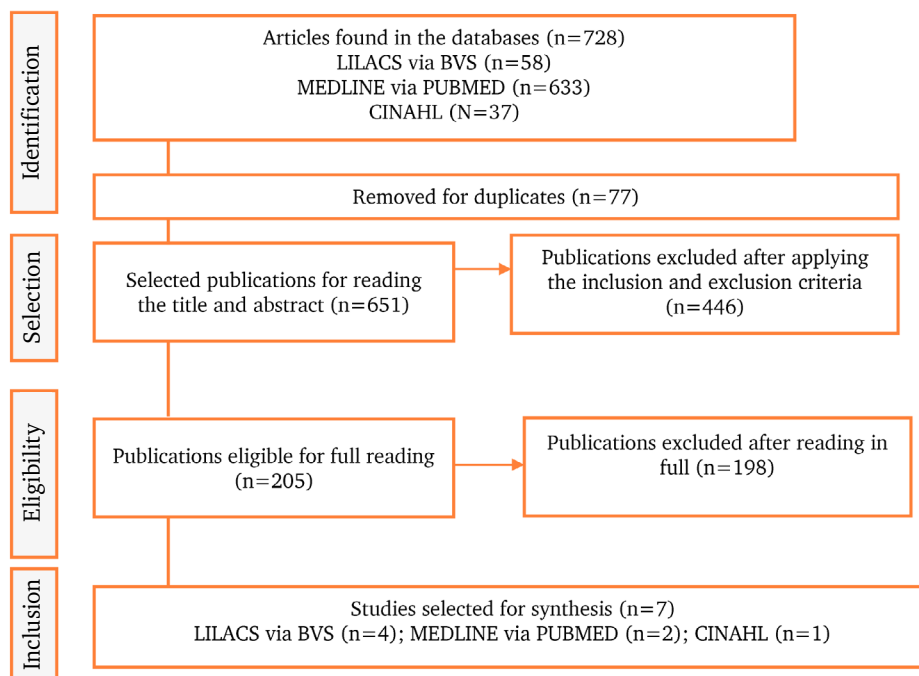 Identification
Articles found in the databases (n=728)
LILACS via BVS (n=58)
MEDLINE via PUBMED (n=633)
CINAHL (N=37)
Removed for duplicates (n=77)
Selection
Selected publications for reading
the title and abstract (n=651)
Publications excluded after applying
the inclusion and exclusion criteria
(n=446)
Eligibility
Publications eligible for full reading
(n=205)
Publications excluded after reading in
full (n=198)
Inclusion
Studies selected for synthesis (n=7)
LILACS via BVS (n=4); MEDLINE via PUBMED (n=2); CINAHL (n=1)